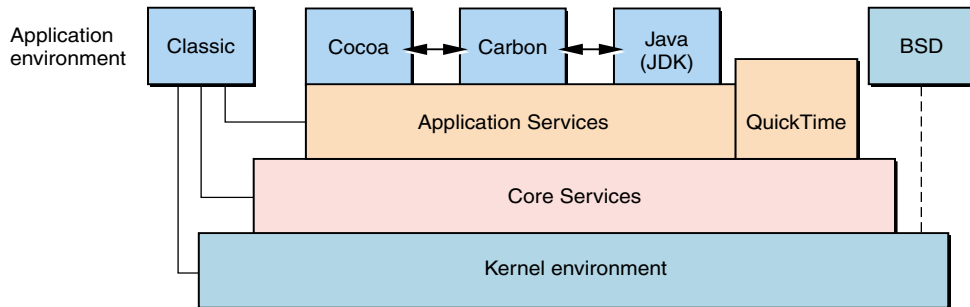 Application
environment
Classic
Cocoa
Carbon
Java
(JDK)
BSD
Application Services
QuickTime
Core Services
Kernel environment